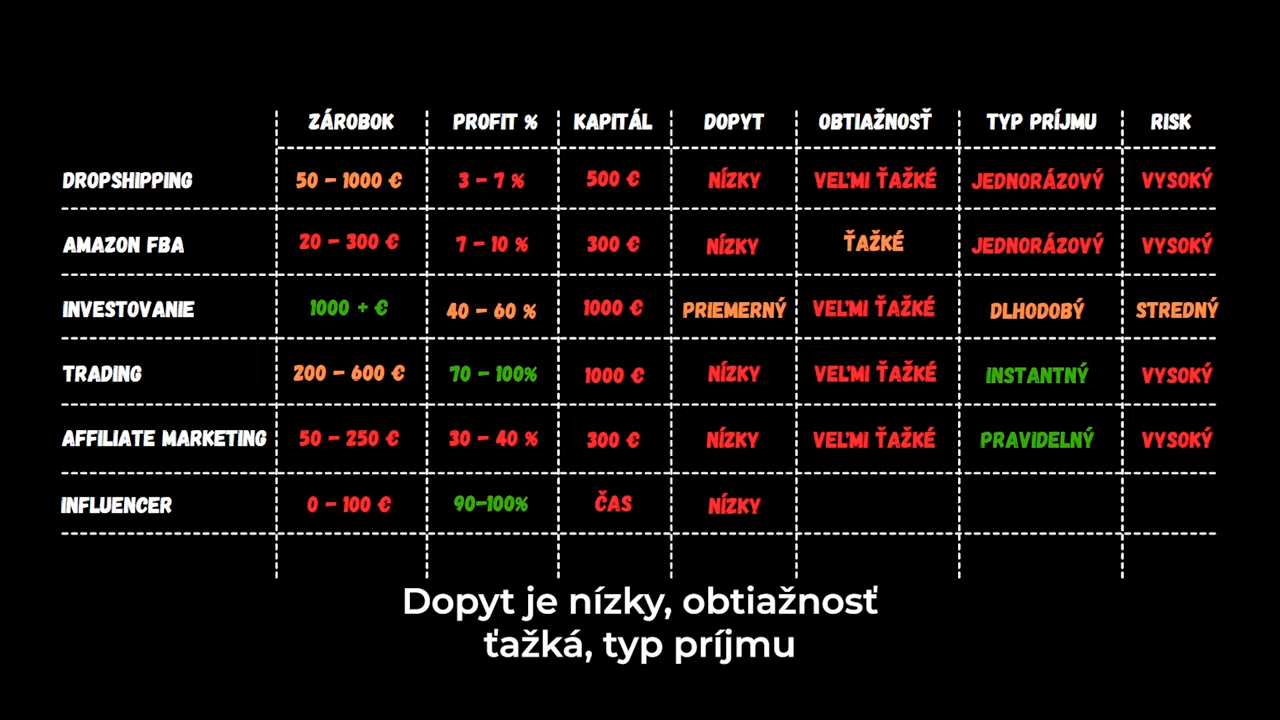 ZÁROBOK PROFIT % KAPITÁL DOPYT OBTIAŽNOSŤ TYP PRÍJMU RISK
DROPSHIPPING 50 - 1000 € 3 - 7 % 500 € NÍZKY VEĽMI ŤAŽKÉ JEDNORÁZOVÝ VYSOKÝ
AMAZON FBA 20 - 300 € 7 - 10 % 300 € NÍZKY ŤAŽKÉ JEDNORÁZOVÝ VYSOKÝ
INVESTOVANIE 1000 + € 40 - 60 % 1000 € PRIEMERNÝ VEĽMI ŤAŽKÉ DLHODOBÝ STREDNÝ
TRADING 200 - 600 € 70 - 100% 1000 € NÍZKY VEĽMI ŤAŽKÉ INSTANTNÝ VYSOKÝ
AFFILIATE MARKETING 50 - 250 € 30 - 40 % 300 € NÍZKY VEĽMI ŤAŽKÉ PRAVIDELNÝ VYSOKÝ
INFLUENCER 0 - 100 € 90-100% ČAS NÍZKY
Dopyt je nízky, obtiažnosť
ťažká, typ príjmu